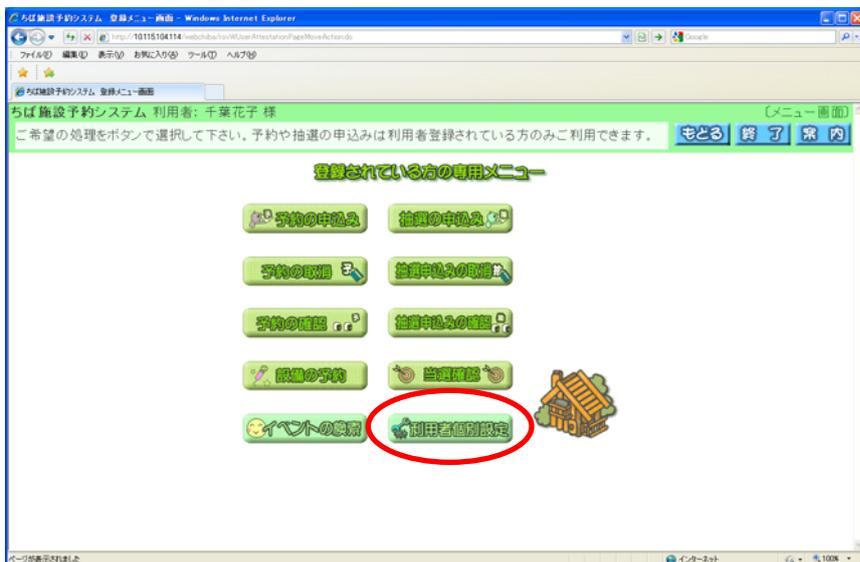 ちば施設予約システム 登録メニュー画面 - Windows Internet Explorer
http://10.115.104.114/webchiba/rsvWUserAttestationPageMoveAction.do
Google
ファイル(F) 編集(E) 表示(V) お気に入り(A) ツール(T) ヘルプ(H)
ちば施設予約システム 登録メニュー画面
ちば施設予約システム 利用者: 千葉花子 様 〔メニュー画面〕
ご希望の処理をボタンで選択して下さい。予約や抽選の申込みは利用者登録されている方のみご利用できます。 もどる 終了 案内
登録されている方の専用メニュー
予約の申込み 抽選の申込み
予約の取消 抽選申込みの取消
予約の確認 抽選申込みの確認
設備の予約 当選確認
イベントの検索 利用者個別設定
ページが表示されました インターネット 100%